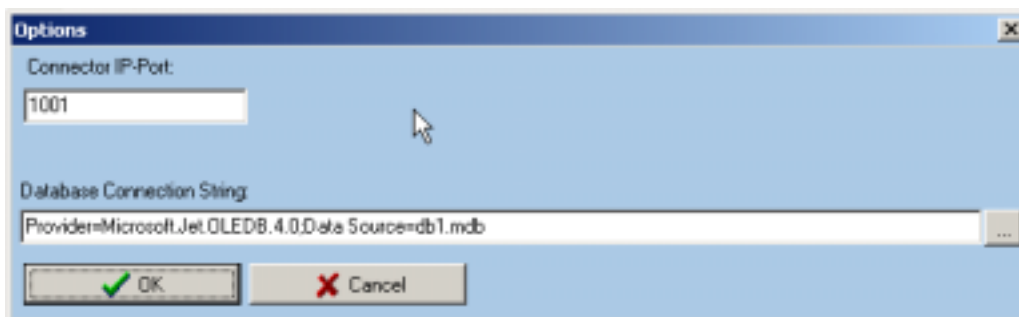 Options
Connector IP-Port:
1001
Database Connection String:
Provider=Microsoft.Jet.OLEDB.4.0;Data Source=db1.mdb
...
OK
Cancel